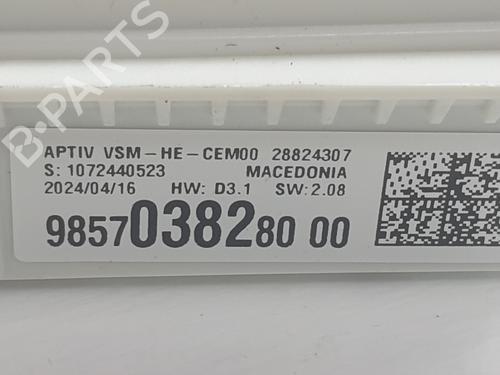 APTIV VSM-HE-CEM00 28824307
S: 1072440523 MACEDONIA
2024/04/16 HW: D3.1 SW: 2.08
9857038280 00
B-PARTS